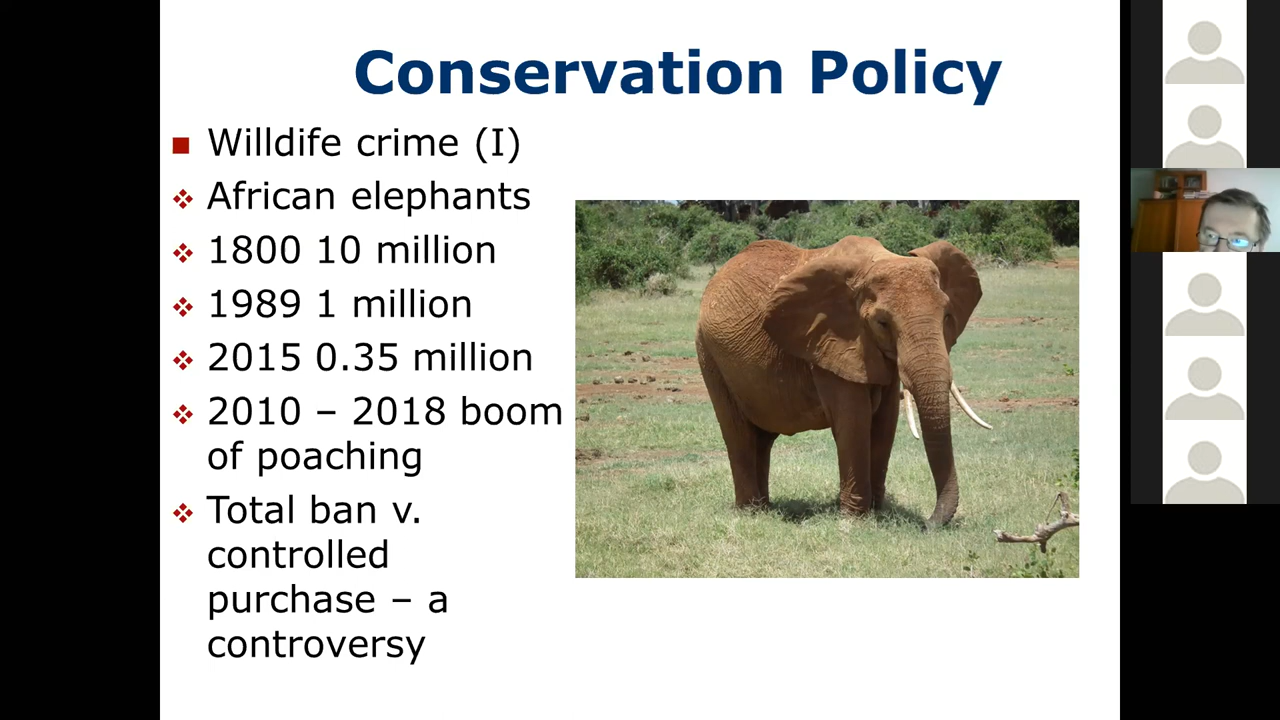 Conservation Policy
Willdife crime (I)
African elephants
1800 10 million
1989 1 million
2015 0.35 million
2010 – 2018 boom
of poaching
Total ban v.
controlled
purchase – a
controversy